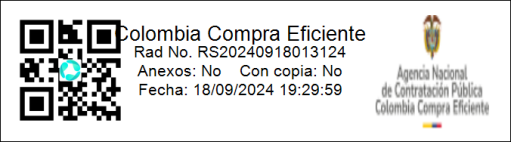 Colombia Compra Eficiente
Rad No. RS20240918013124
Anexos: No Con copia: No
Fecha: 18/09/2024 19:29:59
Agencia Nacional
de Contratación Pública
Colombia Compra Eficiente